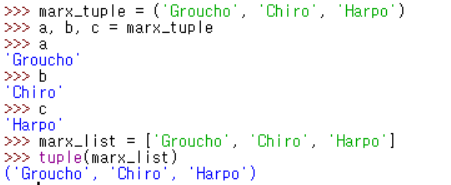 >>> marx_tuple = ('Groucho', 'Chiro', 'Harpo')
>>> a, b, c = marx_tuple
>>> a
'Groucho'
>>> b
'Chiro'
>>> c
'Harpo'
>>> marx_list = ['Groucho', 'Chiro', 'Harpo']
>>> tuple(marx_list)
('Groucho', 'Chiro', 'Harpo')